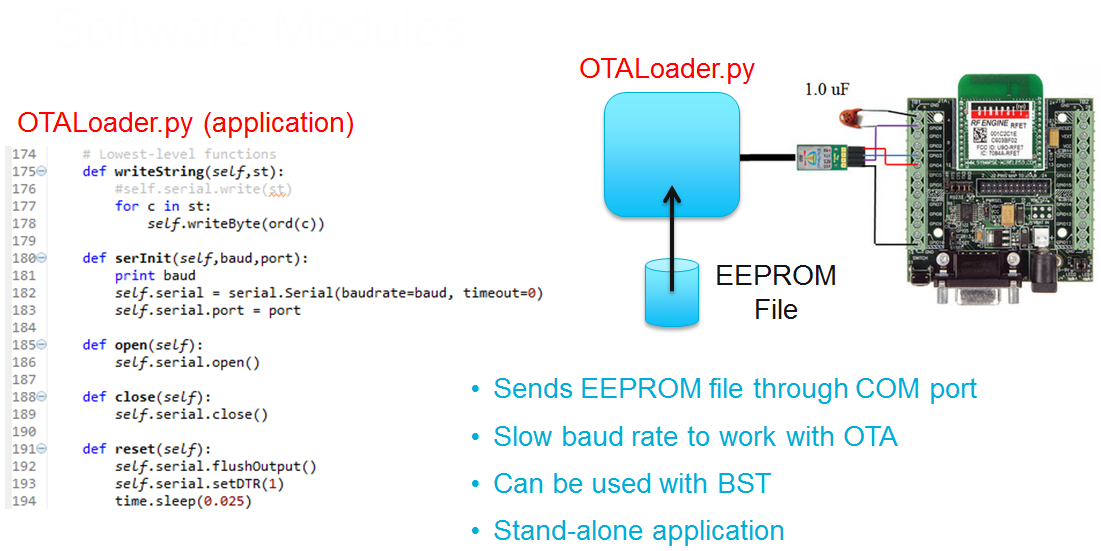 Software Modules
OTALoader.py (application)
174 # Lowest-level functions
175 def writeString(self,st):
176 #self.serial.write(st)
177 for c in st:
178 self.writeByte(ord(c))
179
180 def serInit(self,baud,port):
181 print baud
182 self.serial = serial.Serial(baudrate=baud, timeout=0)
183 self.serial.port = port
184
185 def open(self):
186 self.serial.open()
187
188 def close(self):
189 self.serial.close()
190
191 def reset(self):
192 self.serial.flushOutput()
193 self.serial.setDTR(1)
194 time.sleep(0.025)
OTALoader.py
1.0 uF
RF ENGINE RFET
001C2C1E
C603BF02
EEPROM
File
• Sends EEPROM file through COM port
• Slow baud rate to work with OTA
• Can be used with BST
• Stand-alone application